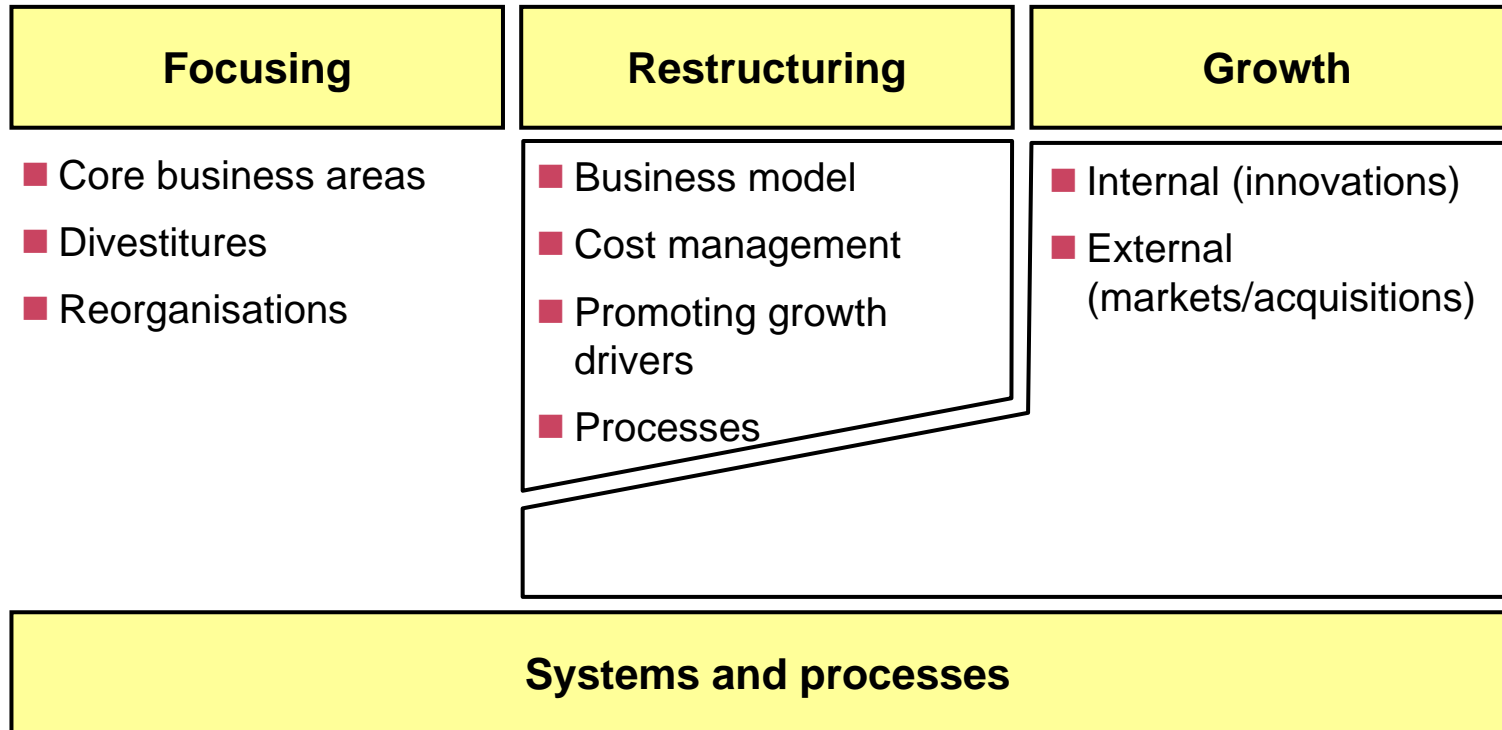 Focusing
Restructuring
Growth
Core business areas
Divestitures
Reorganisations
Business model
Cost management
Promoting growth
drivers
Processes
Internal (innovations)
External
(markets/acquisitions)
Systems and processes